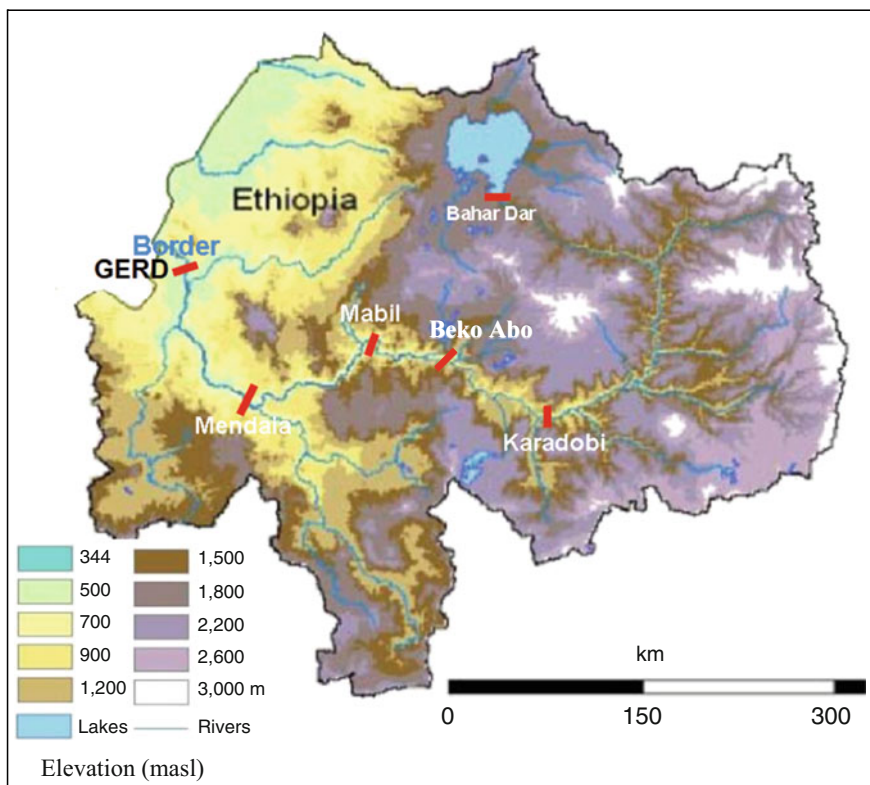 Bahar Dar
Ethiopia
Border
GERD
Mabil
Beko Abo
Mendaia
Karadobi
344 1,500
500 1,800
700 2,200
900 2,600
1,200 3,000 m
Lakes Rivers
km
0 150 300
Elevation (masl)